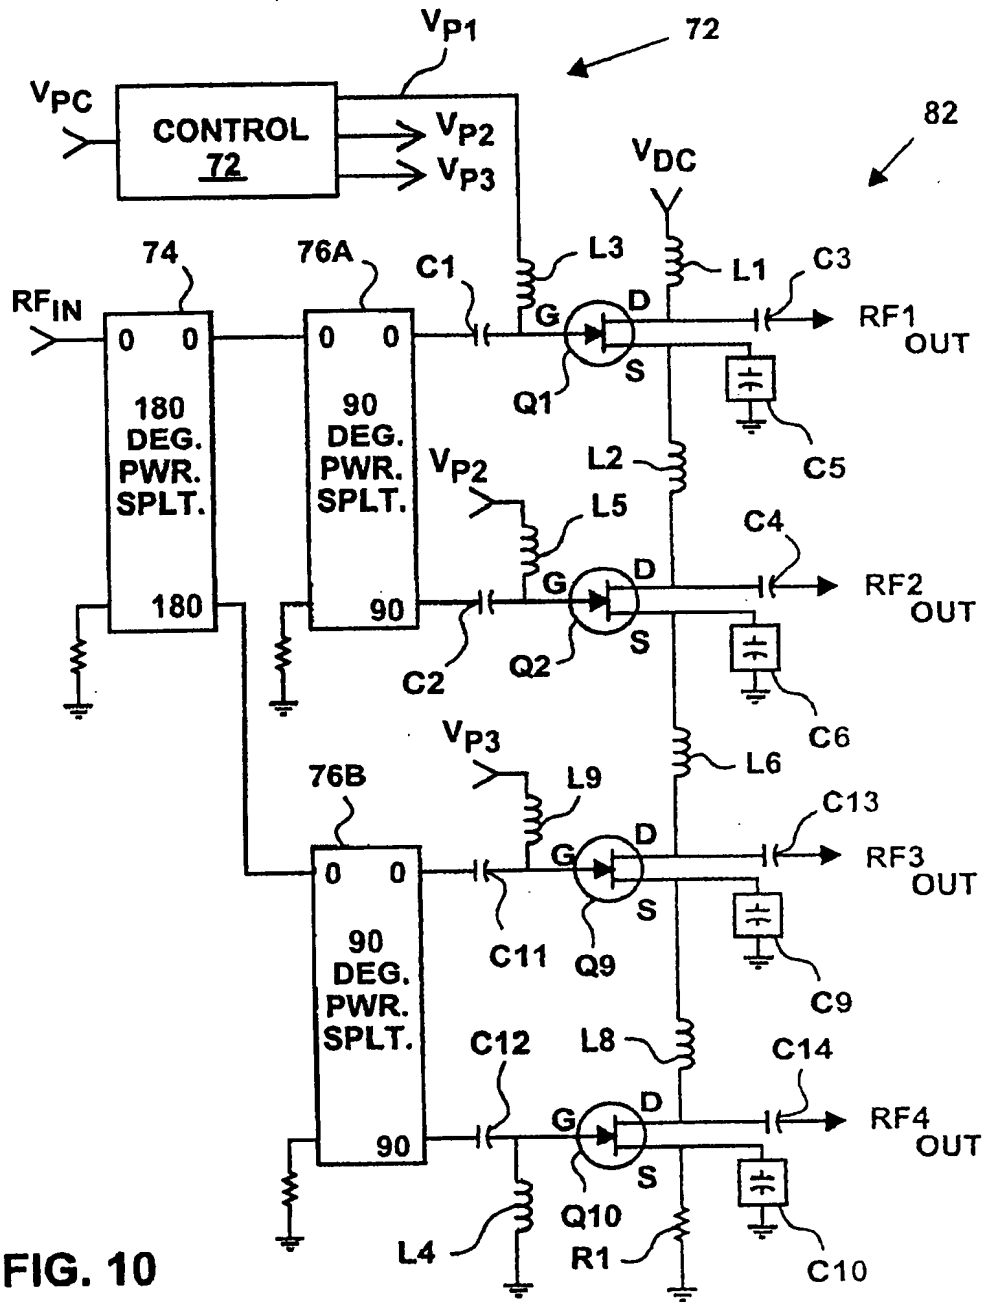 VP1
72
VPC
CONTROL
72
VP2
VP3
VDC
82
74
76A
C1
L3
L1
C3
RFIN
0 0
0 0
G
D
S
RF1 OUT
180
DEG.
PWR.
SPLT.
90
DEG.
PWR.
SPLT.
Q1
C5
VP2
L5
L2
C4
G
D
S
RF2 OUT
180
90
C2
Q2
C6
VP3
L6
76B
L9
C13
0 0
G
D
S
RF3 OUT
90
DEG.
PWR.
SPLT.
C11
Q9
C9
C12
L8
C14
G
D
S
RF4 OUT
90
L4
Q10
R1
C10
FIG. 10